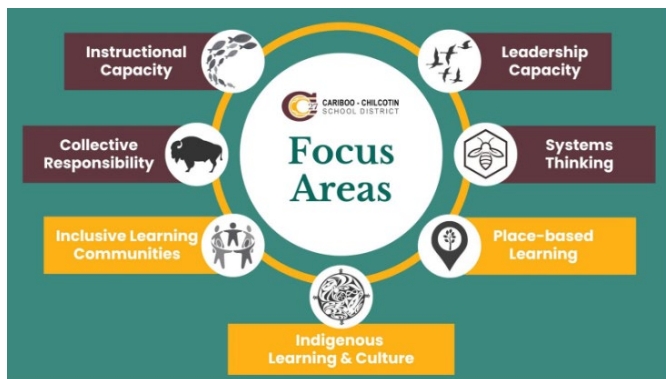 Instructional
Capacity
Leadership
Capacity
CARIBOO - CHILCOTIN
SCHOOL DISTRICT
Focus
Areas
Collective
Responsibility
Systems
Thinking
Inclusive Learning
Communities
Place-based
Learning
Indigenous
Learning & Culture